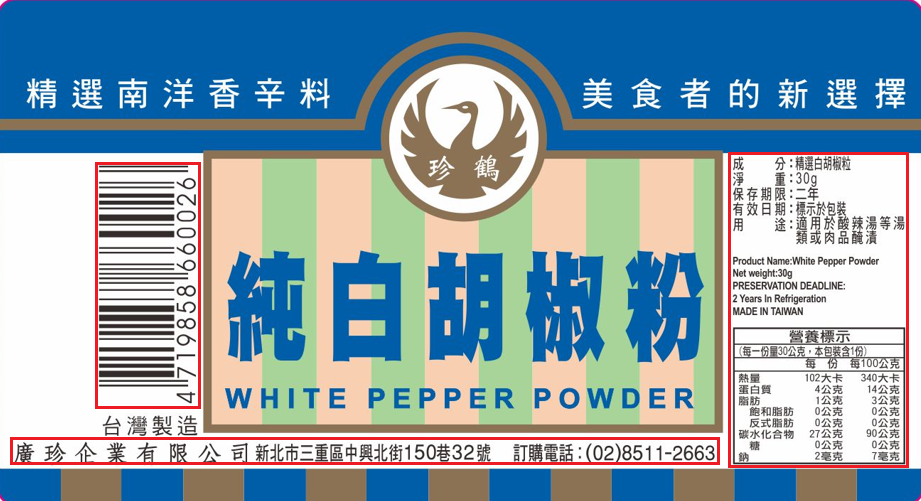 精選南洋香辛料
美食者的新選擇
珍鶴
純白胡椒粉
WHITE PEPPER POWDER
4 719858 660026
台灣製造
廣珍企業有限公司 新北市三重區中興北街150巷32號 訂購電話:(02)8511-2663
成分:精選白胡椒粒
淨重:30g
保存期限:二年
有效日期:標示於包裝
用途:適用於酸辣湯等湯
類或肉品醃漬
Product Name:White Pepper Powder
Net weight:30g
PRESERVATION DEADLINE:
2 Years In Refrigeration
MADE IN TAIWAN
營養標示
(每一份量30公克,本包裝含1份)
每份 每100公克
熱量 102大卡 340大卡
蛋白質 4公克 14公克
脂肪 1公克 3公克
飽和脂肪 0公克 0公克
反式脂肪 0公克 0公克
碳水化合物 27公克 90公克
糖 0公克 0公克
鈉 2毫克 7毫克